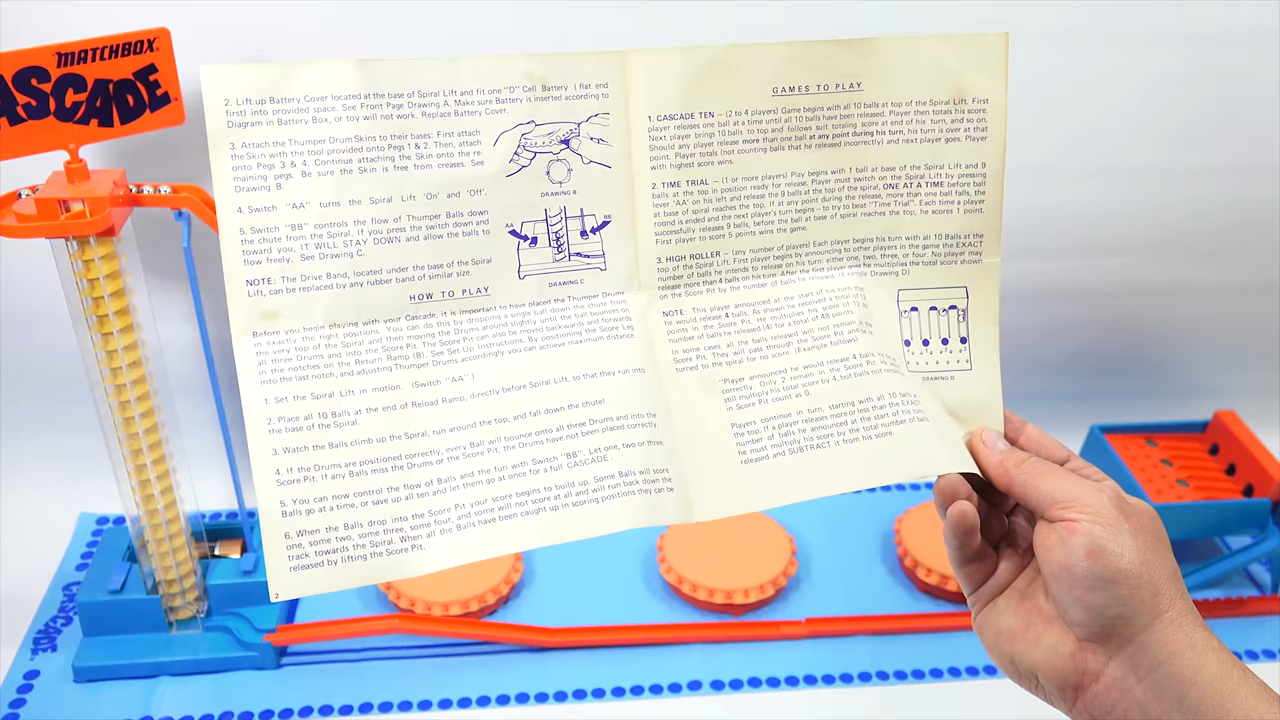 MATCHBOX
CASCADE
2. Lift up Battery Cover located at the base of Spiral Lift and fit one "D" Cell Battery (flat end
first) into provided space. See Front Page Drawing A. Make sure Battery is inserted according to
Diagram in Battery-Box, or toy will not work. Replace Battery Cover.
3. Attach the Thumper Drum Skins to their bases: First attach
the Skin with the tool provided onto Pegs 1 & 2. Then, attach
onto Pegs 3 & 4. Continue attaching the Skin onto the re-
maining pegs. Be sure the Skin is free from creases. See
Drawing B.
DRAWING B
4. Switch "AA" turns the Spiral Lift 'On' and 'Off'.
5. Switch "BB" controls the flow of Thumper Balls down
the chute from the Spiral. If you press the switch down and
toward you, IT WILL STAY DOWN and allow the balls to
flow freely. See Drawing C.
AA
BB
NOTE: The Drive Band, located under the base of the Spiral
Lift, can be replaced by any rubber band of similar size.
DRAWING C
HOW TO PLAY
Before you begin playing with your Cascade, it is important to have placed the Thumper Drums
in exactly the right positions. You can do this by dropping a single ball down the chute from
the very top of the Spiral and then moving the Drums around slightly until the ball bounces on
all three Drums and into the Score Pit. The Score Pit can also be moved backwards and forwards
in the notches on the Return Ramp (B). See Set Up Instructions. By positioning the Score Leg
into the last notch, and adjusting Thumper Drums accordingly you can achieve maximum distance.
1. Set the Spiral Lift in motion. (Switch "AA".)
2. Place all 10 Balls at the end of Reload Ramp, directly before Spiral Lift, so that they run into
the base of the Spiral.
3. Watch the Balls climb up the Spiral, run around the top, and fall down the chute!
4. If the Drums are positioned correctly, every Ball will bounce onto all three Drums and into the
Score Pit. If any Balls miss the Drums or the Score Pit, the Drums have not been placed correctly.
5. You can now control the flow of Balls and the fun with Switch "BB". Let one, two or three
Balls go at a time, or save up all ten and let them go at once for a full CASCADE.
6. When the Balls drop into the Score Pit your score begins to build up. Some Balls will score
one, some two, some three, some four, and some will not score at all and will run back down the
track towards the Spiral. When all the Balls have been caught up in scoring positions they can be
released by lifting the Score Pit.
2
GAMES TO PLAY
1. CASCADE TEN – (2 to 4 players) Game begins with all 10 balls at top of the Spiral Lift. First
player releases one ball at a time until all 10 balls have been released. Player then totals his score.
Next player brings 10 balls to top and follows suit totaling score at end of his turn, and so on.
Should any player release more than one ball at any point during his turn, his turn is over at that
point. Player totals (not counting balls that he released incorrectly) and next player goes. Player
with highest score wins.
2. TIME TRIAL – (1 or more players) Play begins with 1 ball at base of the Spiral Lift and 9
balls at the top in position ready for release. Player must switch on the Spiral Lift by pressing
lever 'AA' on his left and release the 9 balls at the top of the spiral, ONE AT A TIME before ball
at base of spiral reaches the top. If at any point during the release, more than one ball falls, the
round is ended and the next player's turn begins – to try to beat "Time Trial". Each time a player
successfully releases 9 balls, before the ball at base of spiral reaches top, he scores 1 point.
First player to score 5 points wins the game.
3. HIGH ROLLER – (any number of players) Each player begins his turn with all 10 Balls at the
top of the Spiral Lift. First player begins by announcing to other players in the game the EXACT
number of balls he intends to release on his turn: either one, two, three, or four. No player may
release more than 4 balls on his turn. After the first player goes he multiplies the total score shown
on the Score Pit by the number of balls he released. (Example Drawing D)
NOTE: This player announced at the start of his turn that
he would release 4 balls. As shown he received a total of 12
points in the Score Pit. He multiplies his score of 12 by
number of balls he released (4) for a total of 48 points.
In some cases, all the balls released will not remain in the
Score Pit. They will pass through the Score Pit and be
turned to the spiral for no score. (Example follows)
"Player announced he would release 4 balls,
correctly. Only 2 remain in the Score Pit. He
still multiply his total score by 4, but balls not
in Score Pit count as 0.
Players continue in turn, starting with all 10 balls
the top. If a player releases more or less than the EXACT
number of balls he announced at the start of his turn,
he must multiply his score by the total number of balls
released and SUBTRACT it from his score.
DRAWING D
CASCADE